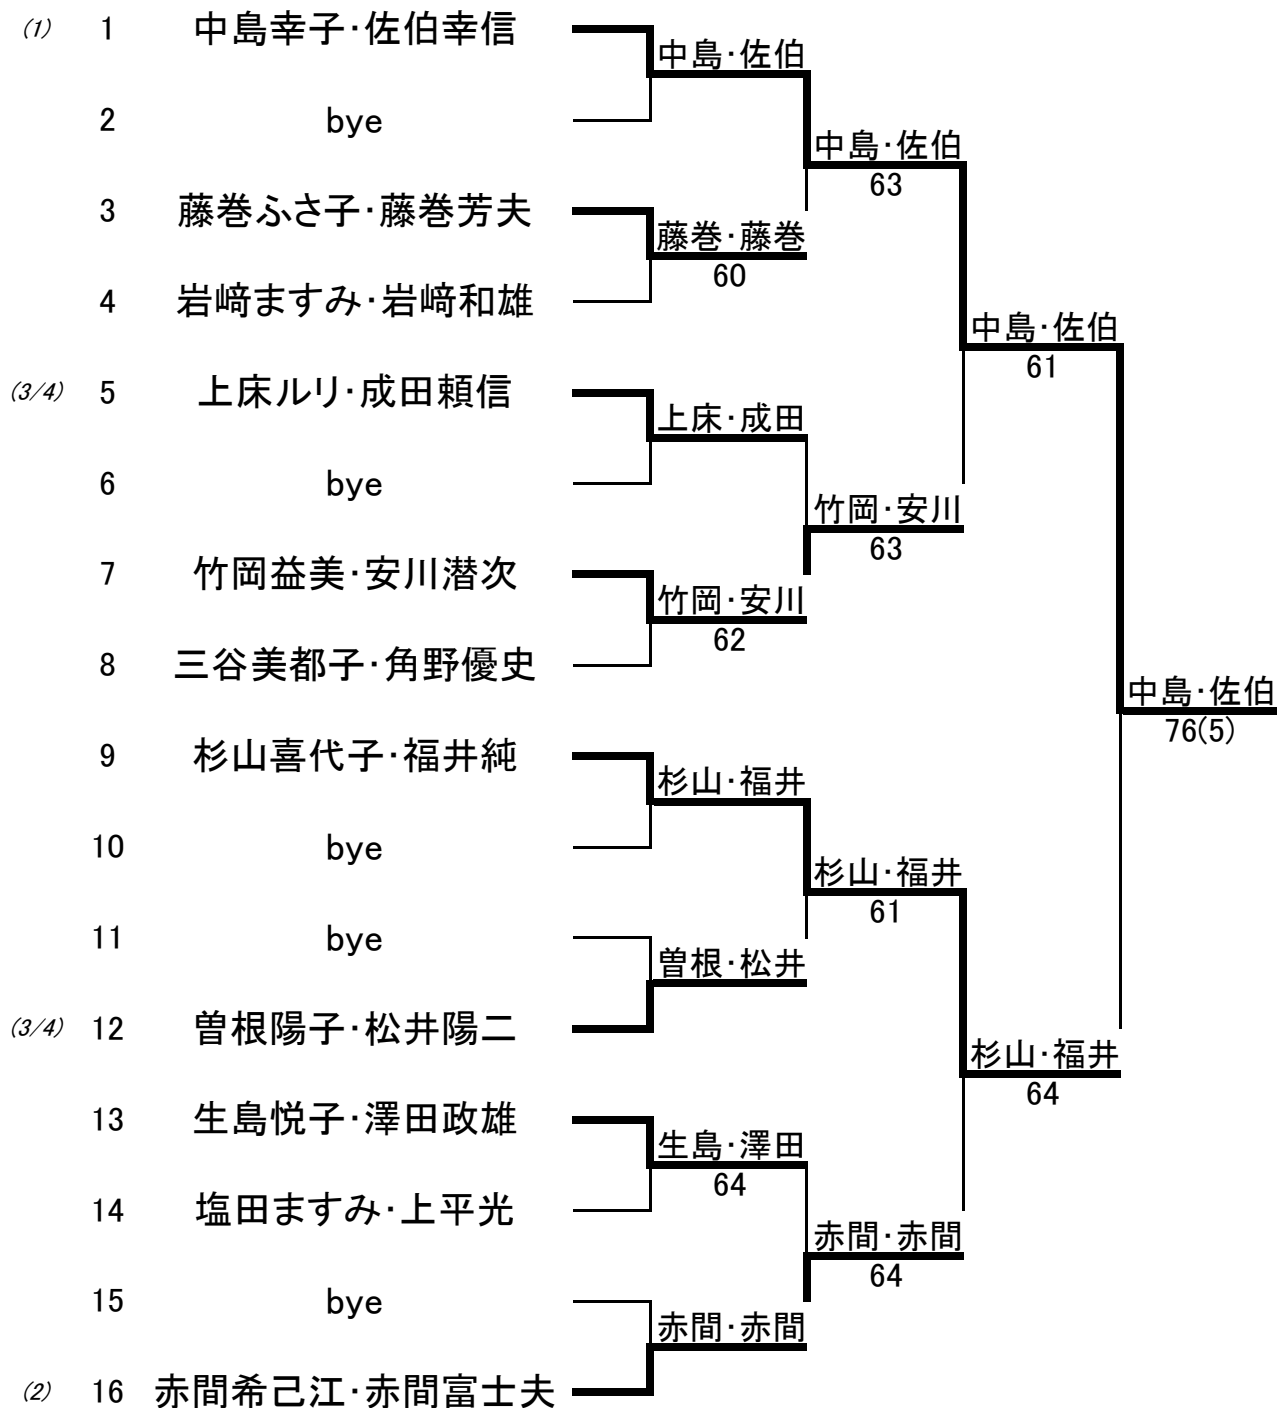 (1) 1 中島幸子・佐伯幸信
中島・佐伯
2 bye
中島・佐伯
63
3 藤巻ふさ子・藤巻芳夫
藤巻・藤巻
60
4 岩﨑ますみ・岩﨑和雄
中島・佐伯
61
(3/4) 5 上床ルリ・成田頼信
上床・成田
6 bye
竹岡・安川
63
7 竹岡益美・安川潜次
竹岡・安川
62
8 三谷美都子・角野優史
中島・佐伯
76(5)
9 杉山喜代子・福井純
杉山・福井
10 bye
杉山・福井
61
11 bye
曽根・松井
(3/4) 12 曽根陽子・松井陽二
杉山・福井
64
13 生島悦子・澤田政雄
生島・澤田
64
14 塩田ますみ・上平光
赤間・赤間
64
15 bye
赤間・赤間
(2) 16 赤間希己江・赤間富士夫